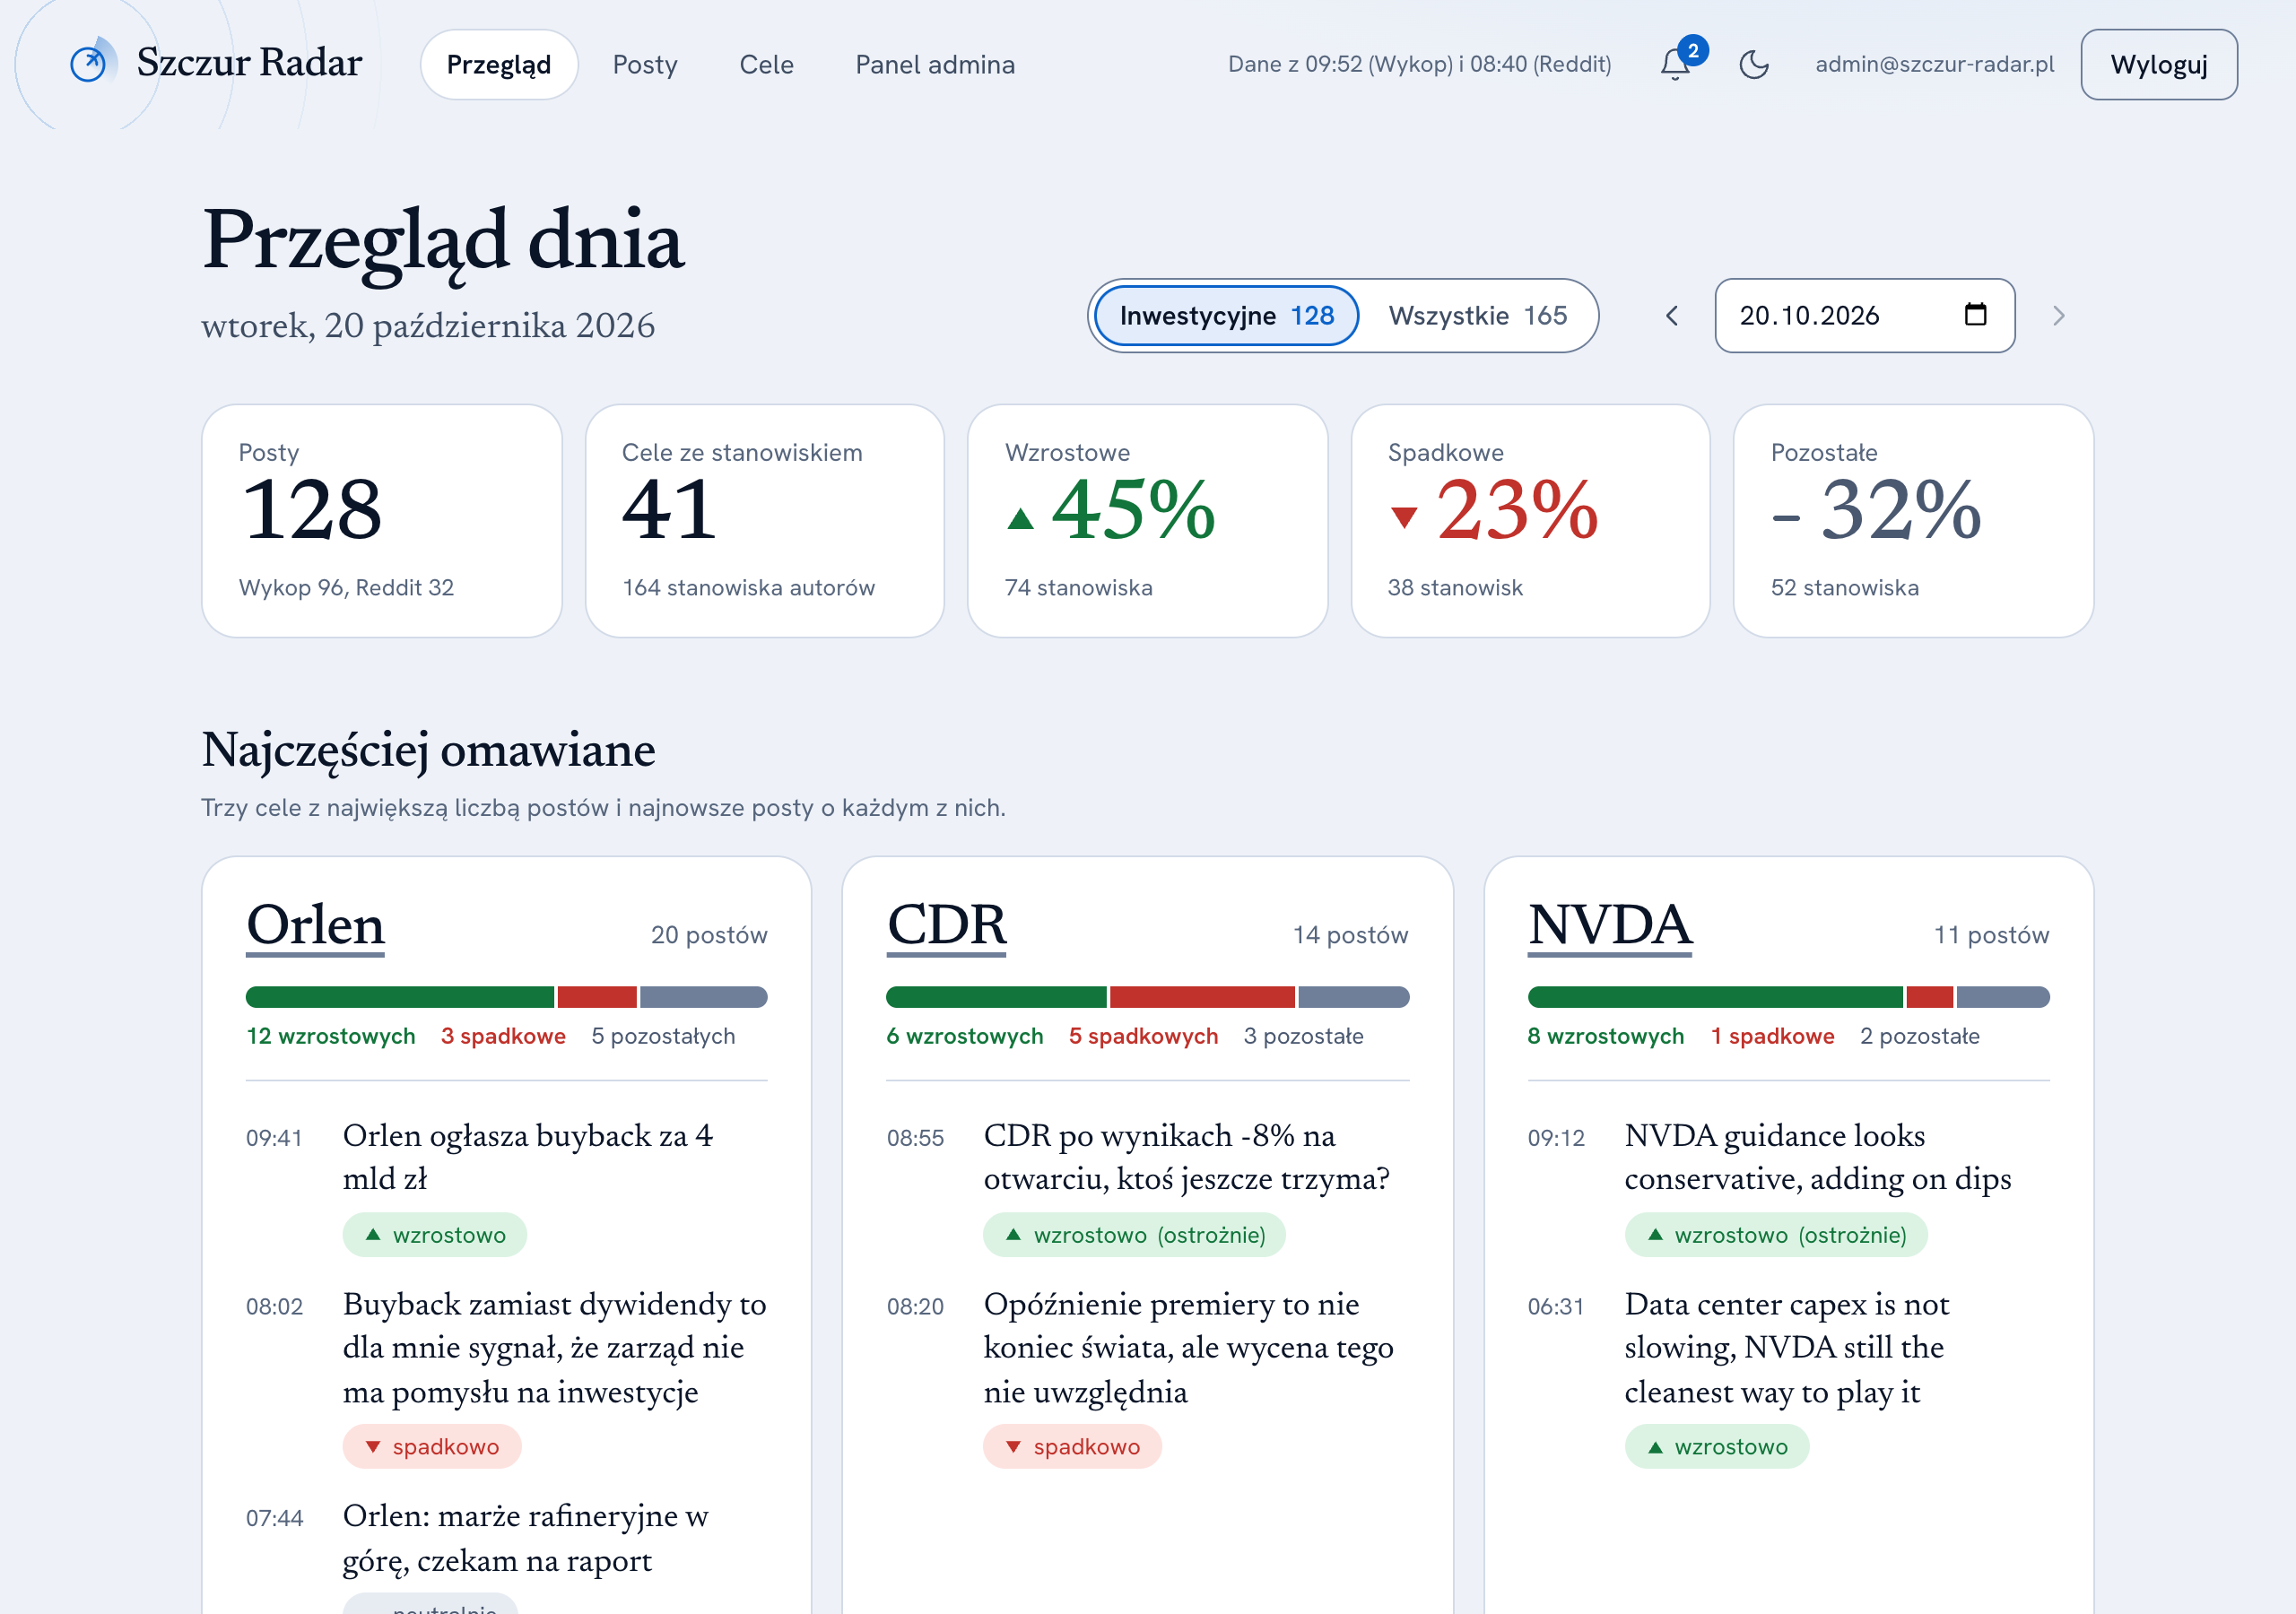 Szczur Radar
Przegląd
Posty
Cele
Panel admina
Dane z 09:52 (Wykop) i 08:40 (Reddit)
2
admin@szczur-radar.pl
Wyloguj
Przegląd dnia
wtorek, 20 października 2026
Inwestycyjne 128
Wszystkie 165
20.10.2026
Posty
128
Wykop 96, Reddit 32
Cele ze stanowiskiem
41
164 stanowiska autorów
Wzrostowe
▲ 45%
74 stanowiska
Spadkowe
▼ 23%
38 stanowisk
Pozostałe
– 32%
52 stanowiska
Najczęściej omawiane
Trzy cele z największą liczbą postów i najnowsze posty o każdym z nich.
Orlen
20 postów
12 wzrostowych 3 spadkowe 5 pozostałych
09:41
Orlen ogłasza buyback za 4
mld zł
▲ wzrostowo
08:02
Buyback zamiast dywidendy to
dla mnie sygnał, że zarząd nie
ma pomysłu na inwestycje
▼ spadkowo
07:44
Orlen: marże rafineryjne w
górę, czekam na raport
neutralnie
CDR
14 postów
6 wzrostowych 5 spadkowych 3 pozostałe
08:55
CDR po wynikach -8% na
otwarciu, ktoś jeszcze trzyma?
▲ wzrostowo (ostrożnie)
08:20
Opóźnienie premiery to nie
koniec świata, ale wycena tego
nie uwzględnia
▼ spadkowo
NVDA
11 postów
8 wzrostowych 1 spadkowe 2 pozostałe
09:12
NVDA guidance looks
conservative, adding on dips
▲ wzrostowo (ostrożnie)
06:31
Data center capex is not
slowing, NVDA still the
cleanest way to play it
▲ wzrostowo